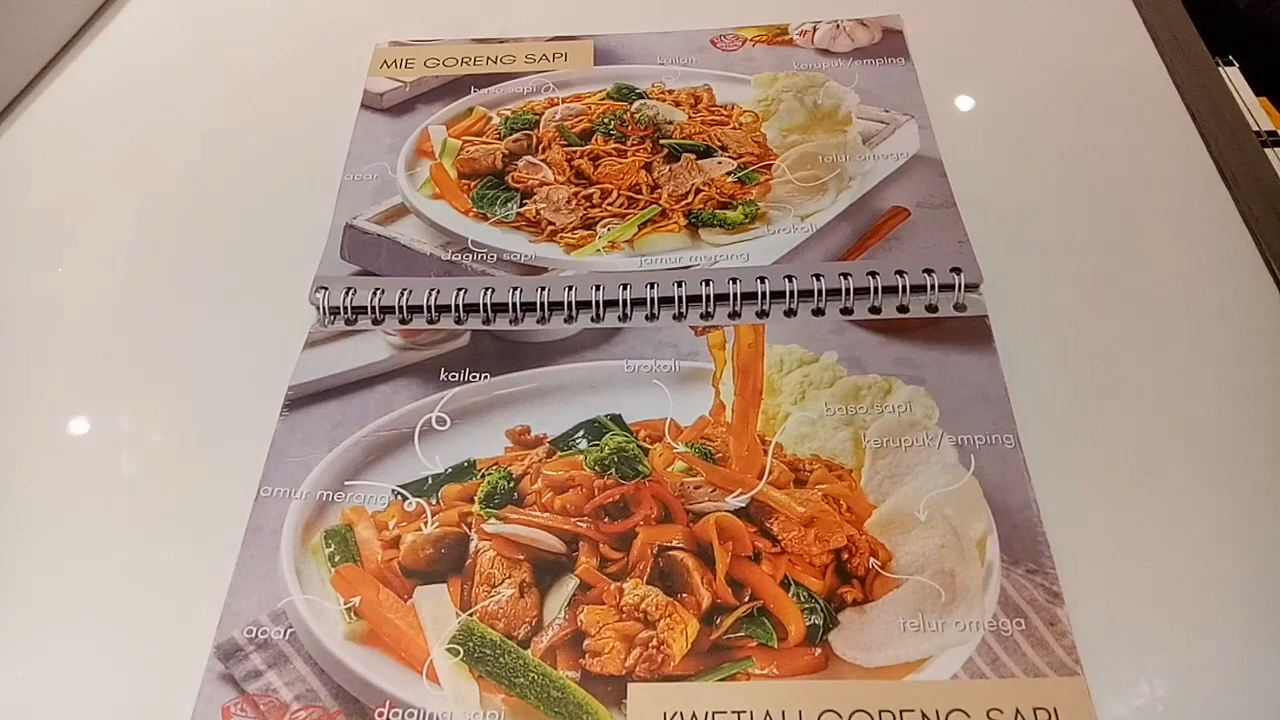 MIE GORENG SAPI
kailan
kerupuk/emping
baso sapi
telur omega
acar
brokoli
daging sapi
jamur merang
kailan
brokoli
baso sapi
kerupuk/emping
amur merang
acar
telur omega
daging sapi
KWETIAU GORENG SAPI